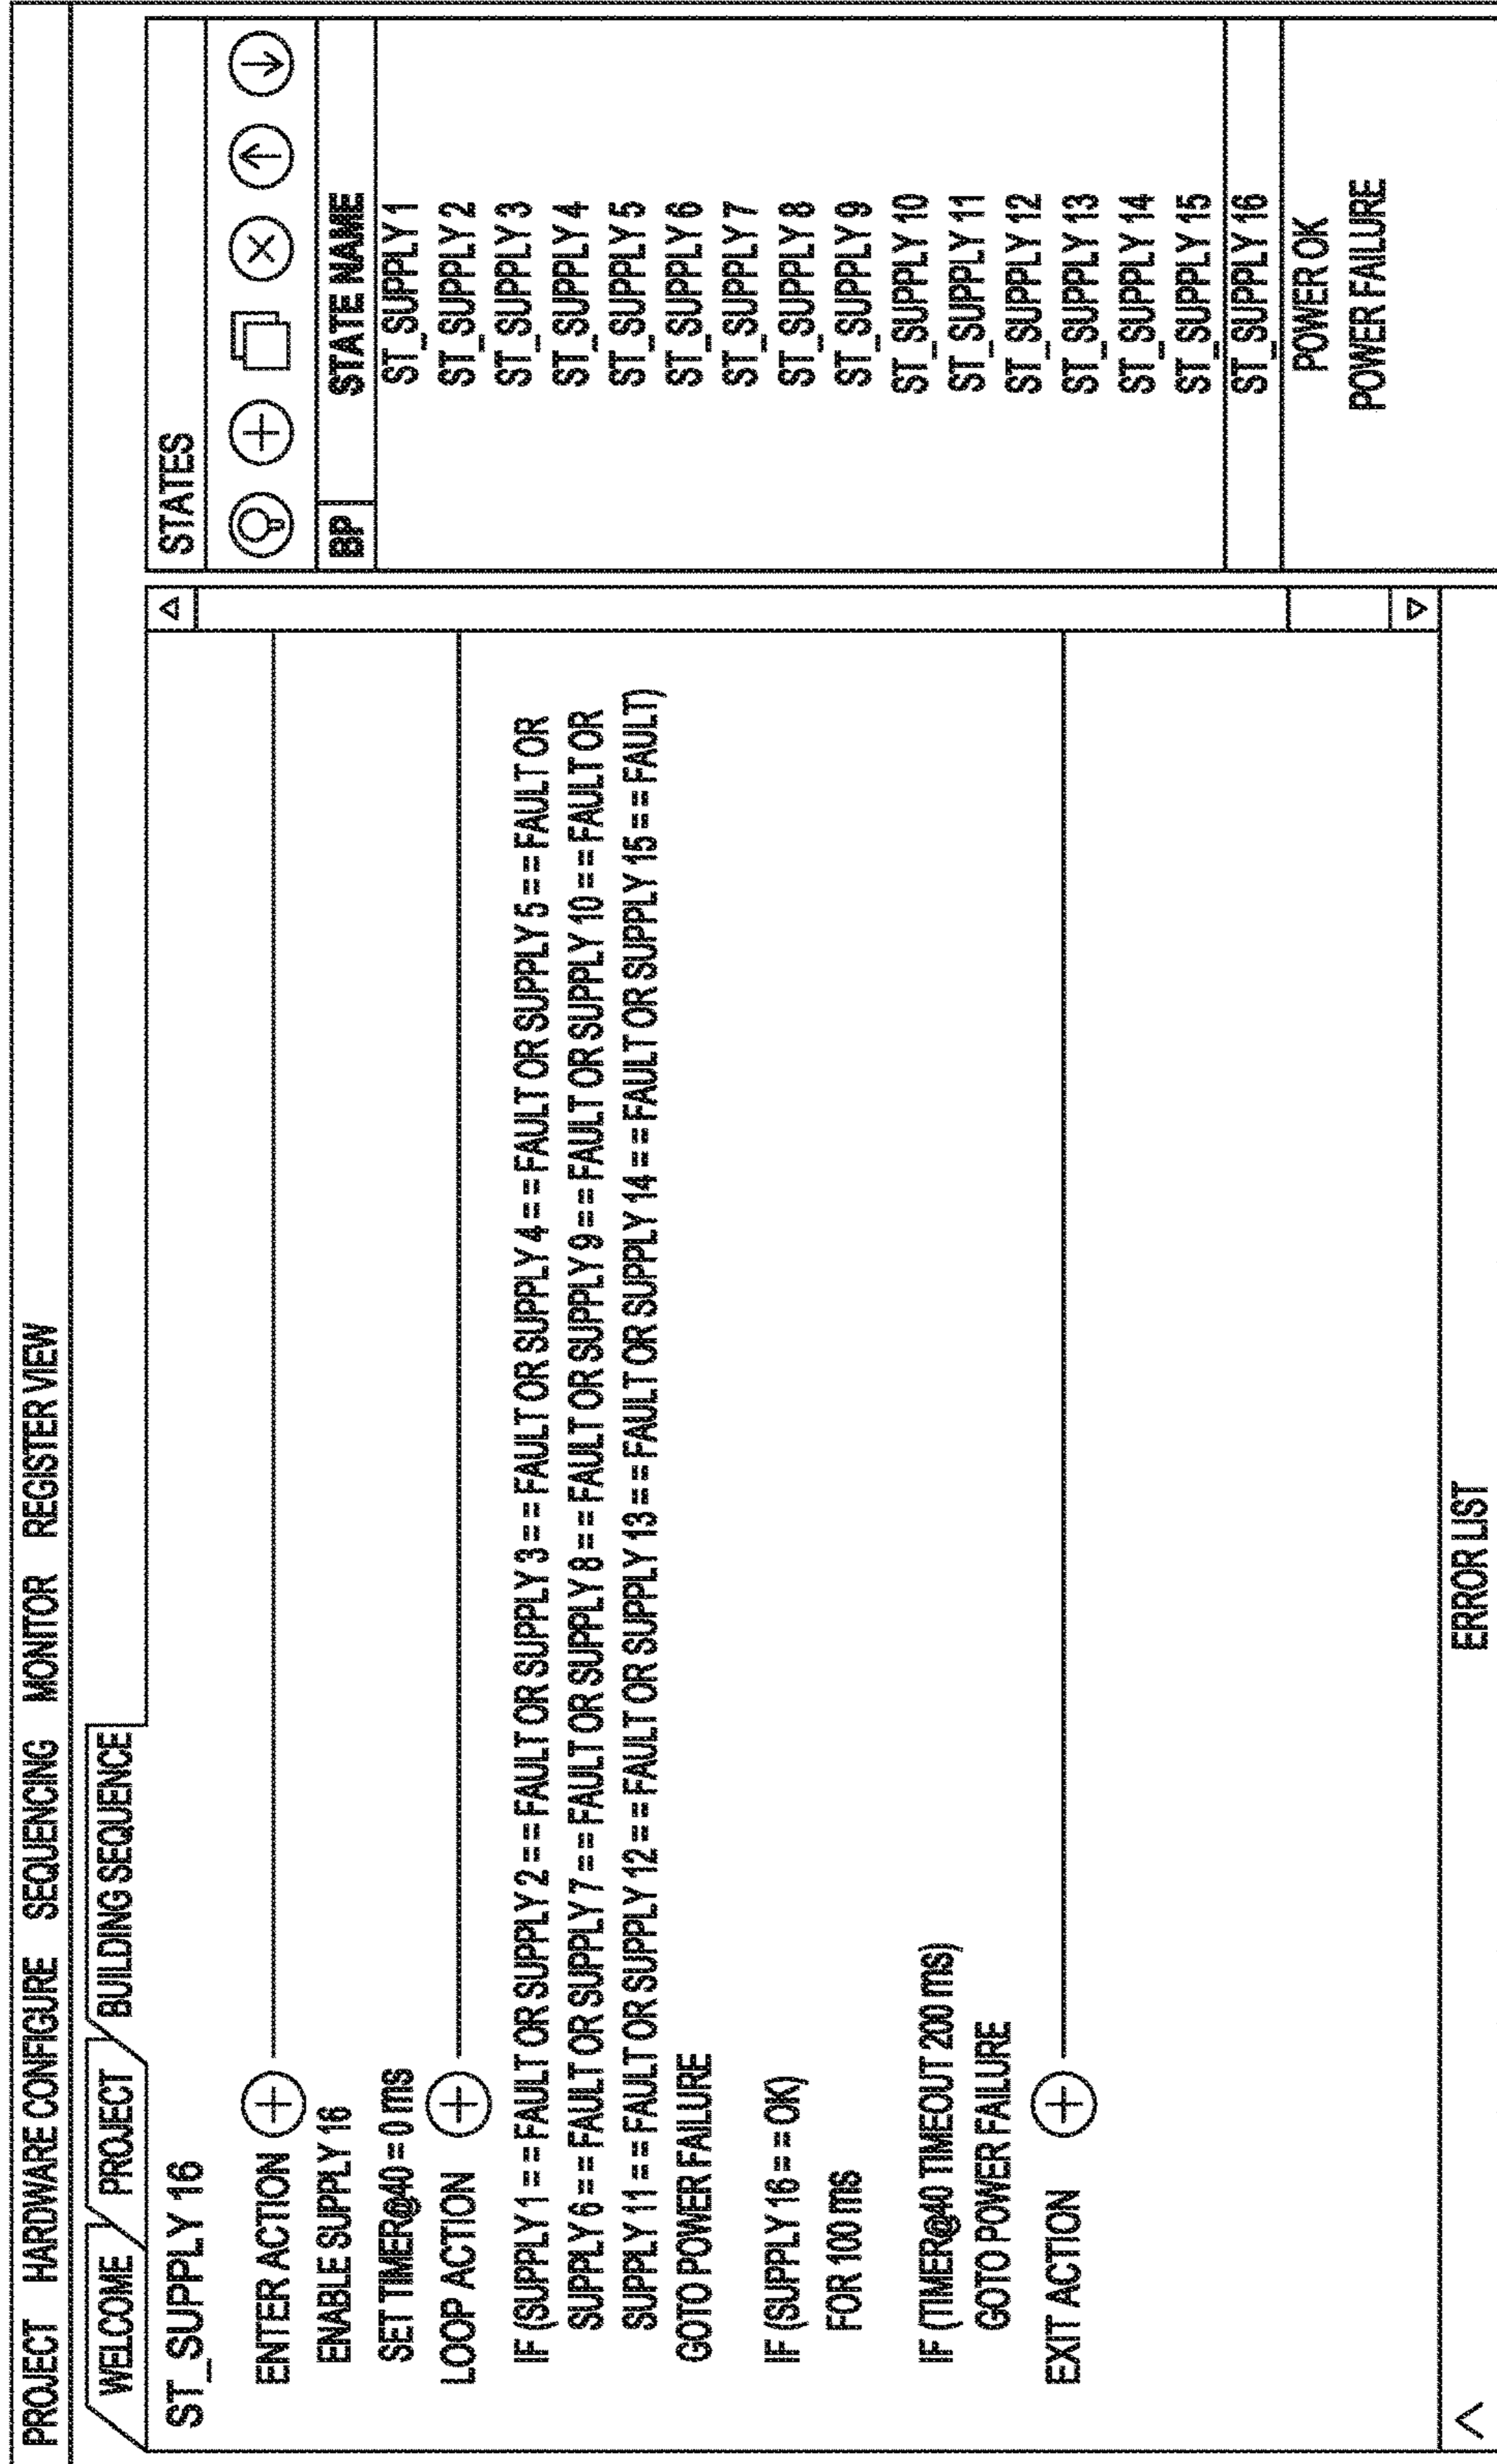 PROJECT HARDWARE CONFIGURE SEQUENCING MONITOR REGISTER VIEW
WELCOME PROJECT BUILDING SEQUENCE
ST_SUPPLY 16
ENTER ACTION
ENABLE SUPPLY 16
SET TIMER@40 = 0 ms
LOOP ACTION
IF (SUPPLY 1 == FAULT OR SUPPLY 2 == FAULT OR SUPPLY 3 == FAULT OR SUPPLY 4 == FAULT OR SUPPLY 5 == FAULT OR
SUPPLY 6 == FAULT OR SUPPLY 7 == FAULT OR SUPPLY 8 == FAULT OR SUPPLY 9 == FAULT OR SUPPLY 10 == FAULT OR
SUPPLY 11 == FAULT OR SUPPLY 12 == FAULT OR SUPPLY 13 == FAULT OR SUPPLY 14 == FAULT OR SUPPLY 15 == FAULT)
GOTO POWER FAILURE
IF (SUPPLY 16 == OK)
FOR 100 ms
IF (TIMER@40 TIMEOUT 200 ms)
GOTO POWER FAILURE
EXIT ACTION
ERROR LIST
STATES
BP STATE NAME
ST_SUPPLY 1
ST_SUPPLY 2
ST_SUPPLY 3
ST_SUPPLY 4
ST_SUPPLY 5
ST_SUPPLY 6
ST_SUPPLY 7
ST_SUPPLY 8
ST_SUPPLY 9
ST_SUPPLY 10
ST_SUPPLY 11
ST_SUPPLY 12
ST_SUPPLY 13
ST_SUPPLY 14
ST_SUPPLY 15
ST_SUPPLY 16
POWER OK
POWER FAILURE